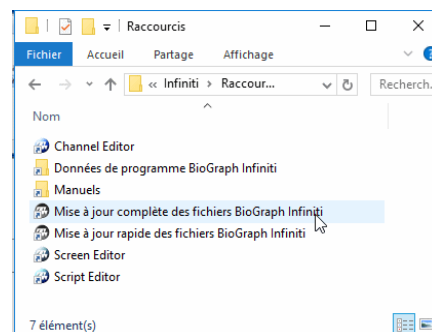 Raccourcis
Fichier Accueil Partage Affichage
« Infiniti › Raccour... Recherch.
Nom
Channel Editor
Données de programme BioGraph Infiniti
Manuels
Mise à jour complète des fichiers BioGraph Infiniti
Mise à jour rapide des fichiers BioGraph Infiniti
Screen Editor
Script Editor
7 élément(s)